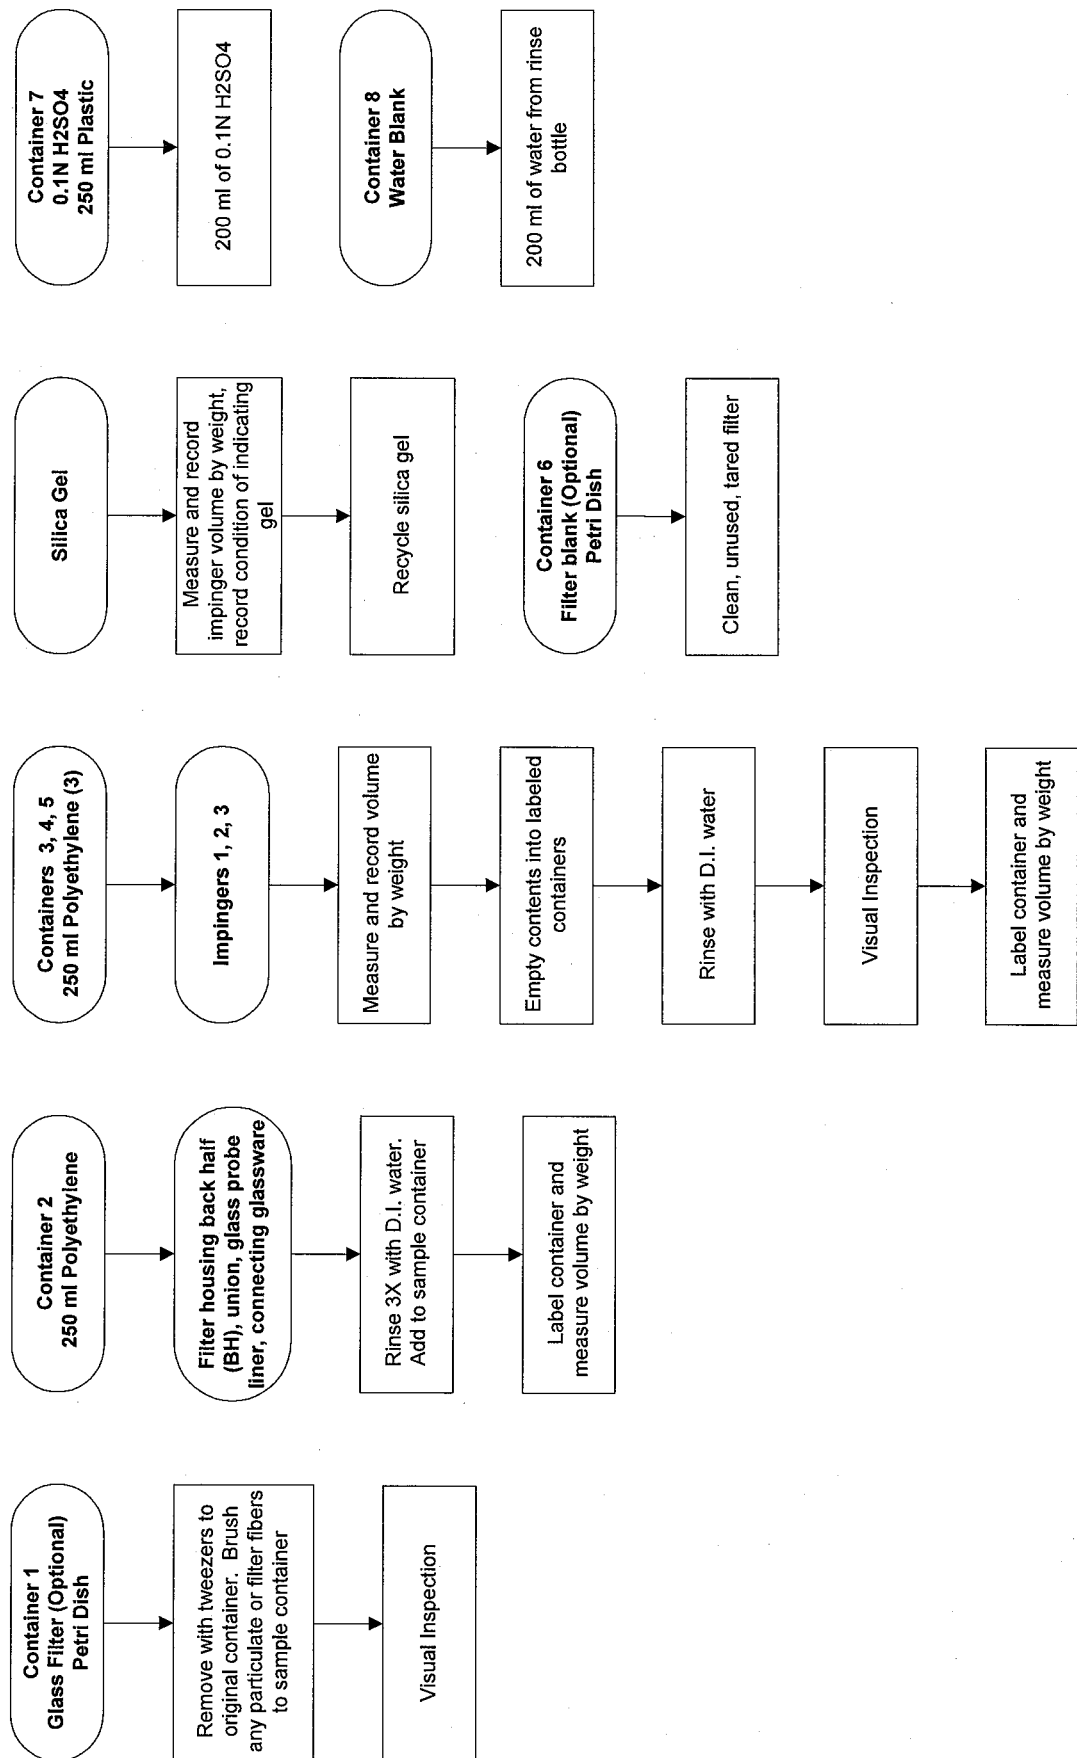 Container 1
Glass Filter (Optional)
Petri Dish
Remove with tweezers to
original container. Brush
any particulate or filter fibers
to sample container
Visual Inspection
Container 2
250 ml Polyethylene
Filter housing back half
(BH), union, glass probe
liner, connecting glassware
Rinse 3X with D.I. water.
Add to sample container
Label container and
measure volume by weight
Containers 3, 4, 5
250 ml Polyethylene (3)
Impingers 1, 2, 3
Measure and record volume
by weight
Empty contents into labeled
containers
Rinse with D.I. water
Visual Inspection
Label container and
measure volume by weight
Silica Gel
Measure and record
impinger volume by weight,
record condition of indicating
gel
Recycle silica gel
Container 6
Filter blank (Optional)
Petri Dish
Clean, unused, tared filter
Container 7
0.1N H2SO4
250 ml Plastic
200 ml of 0.1N H2SO4
Container 8
Water Blank
200 ml of water from rinse
bottle